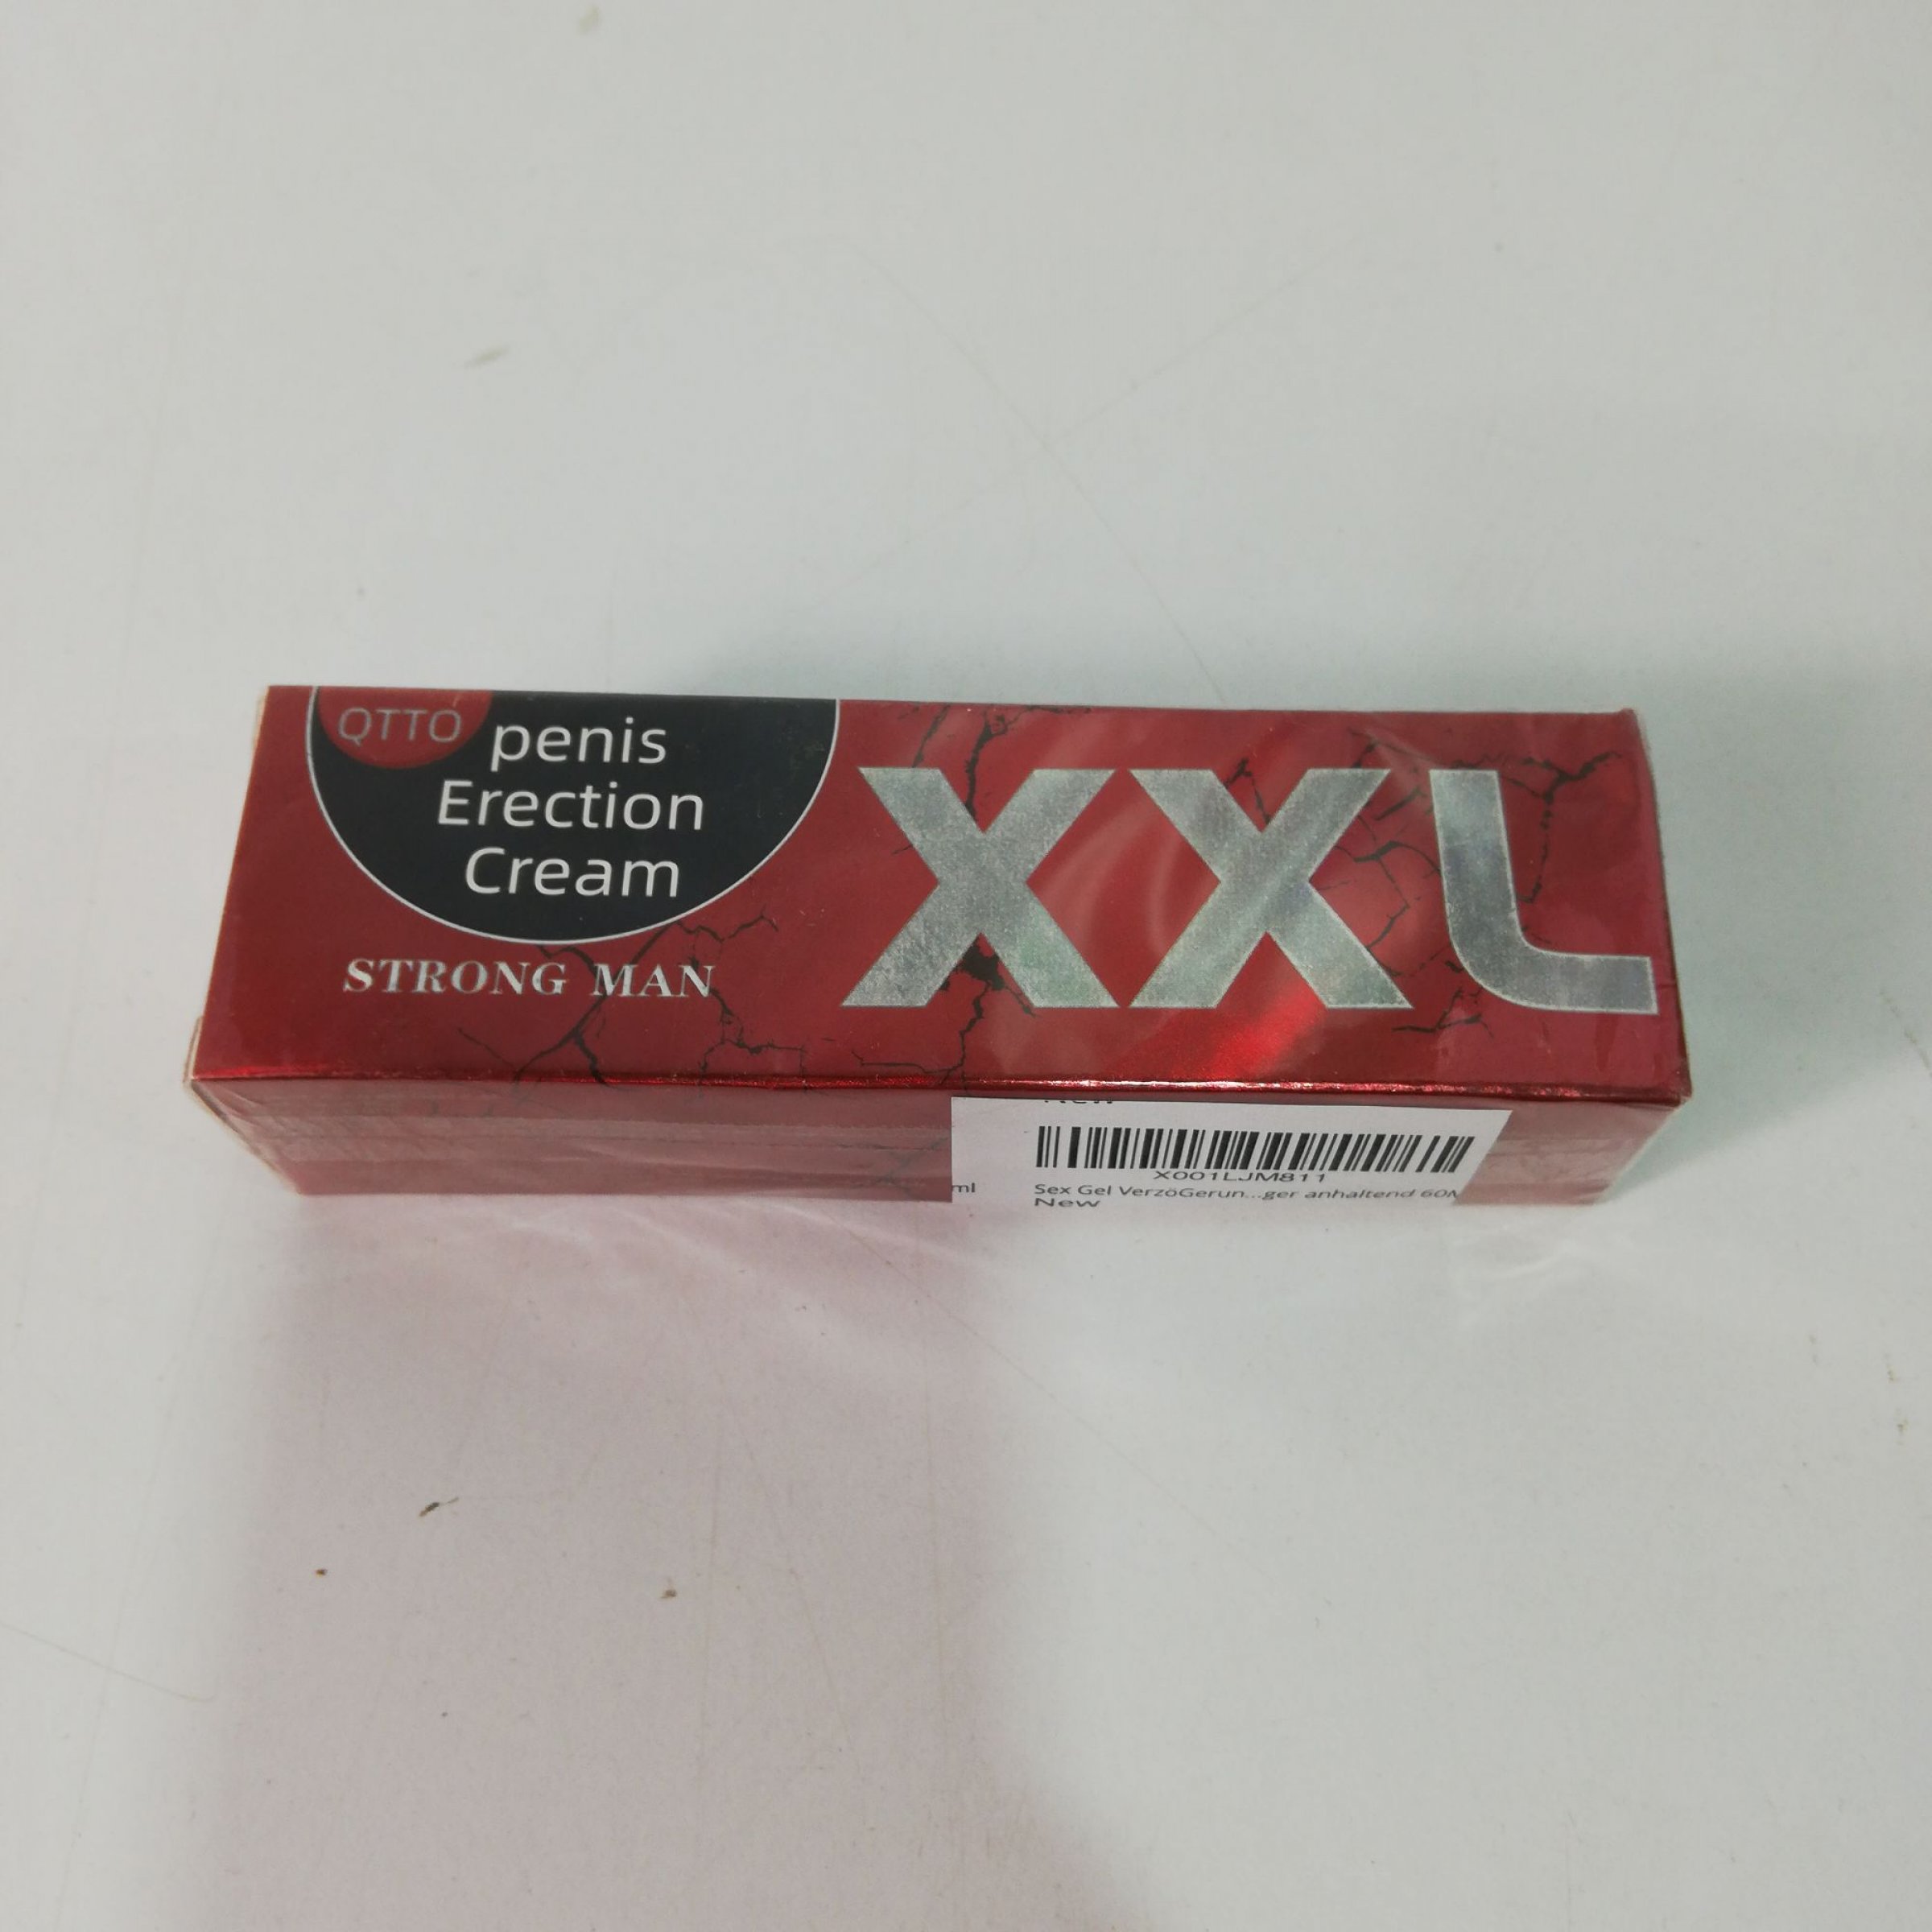 QTTO
penis
Erection
Cream
STRONG MAN
XXL
X001LJM811
Sex Gel VerzöGerun...ger anhaltend 60M
ml
New